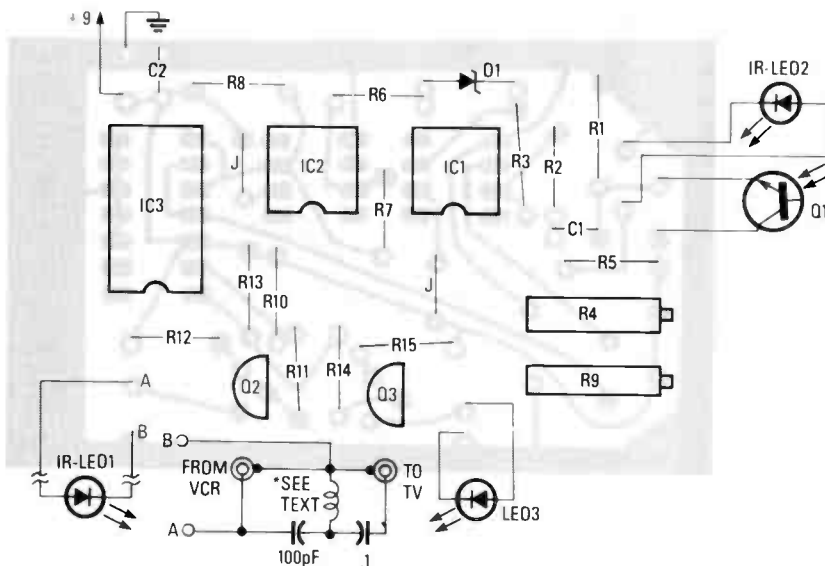 +9
C2
R8
R6
D1
IR-LED2
R1
R3
R2
J
IC3
IC2
IC1
R7
Q1
C1
R5
J
R13
R10
R4
R12
R11
R14
R15
R9
Q2
Q3
A
B
B
IR-LED1
FROM
VCR
*SEE
TEXT
TO
TV
LED3
A
100pF
1